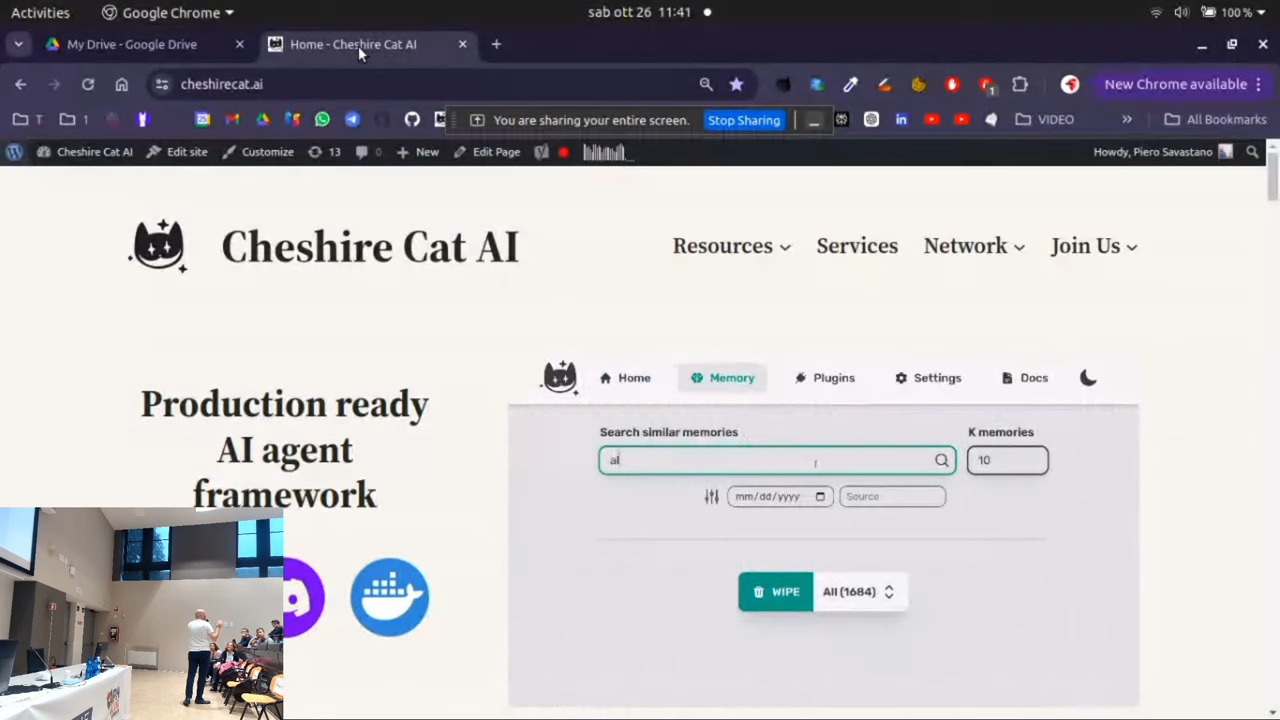 Activities
Google Chrome
sab ott 26 11:41
100%
My Drive - Google Drive
Home - Cheshire Cat AI
cheshirecat.ai
New Chrome available
T
1
You are sharing your entire screen.
Stop Sharing
VIDEO
All Bookmarks
Cheshire Cat AI
Edit site
Customize
13
0
New
Edit Page
Howdy, Piero Savastano
Cheshire Cat AI
Resources
Services
Network
Join Us
Production ready
AI agent
framework
Home
Memory
Plugins
Settings
Docs
Search similar memories
K memories
al
10
mm/dd/yyyy
Source
WIPE
All (1684)